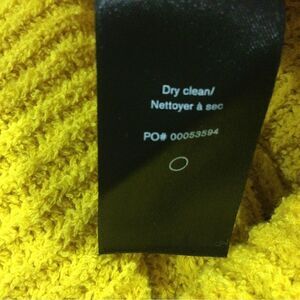 Dry clean/
Nettoyer à sec
PO# 00053594